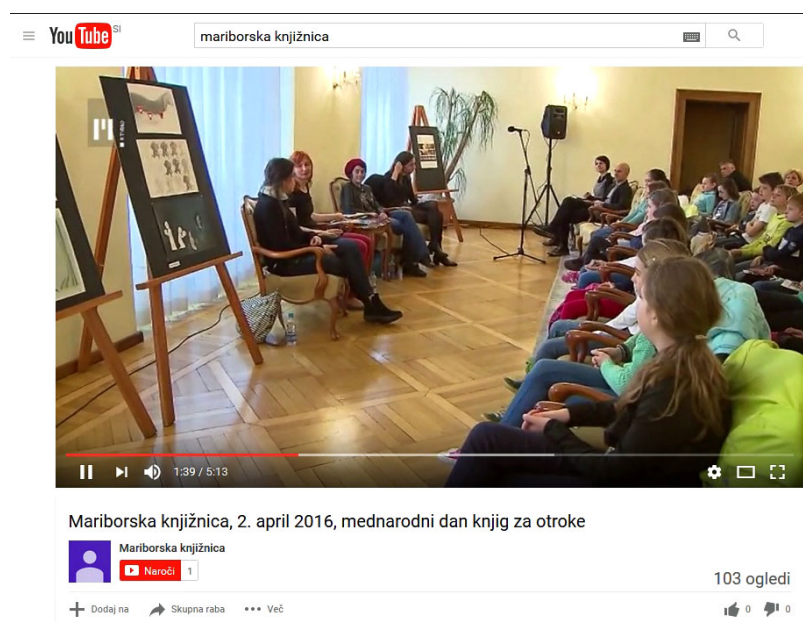 YouTube SI
mariborska knjižnica
1:39 / 5:13
Mariborska knjižnica, 2. april 2016, mednarodni dan knjig za otroke
Mariborska knjižnica
Naroči 1
103 ogledi
Dodaj na Skupna raba Več 0 0